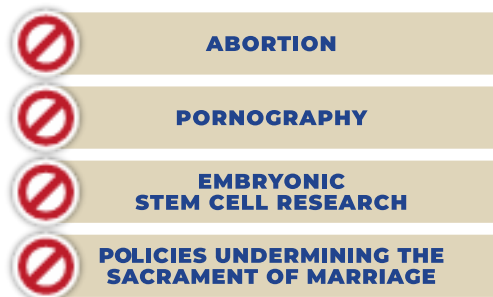 ABORTION
PORNOGRAPHY
EMBRYONIC
STEM CELL RESEARCH
POLICIES UNDERMINING THE
SACRAMENT OF MARRIAGE